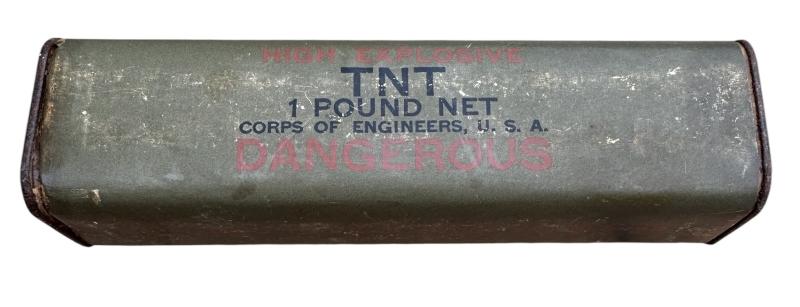 HIGH EXPLOSIVE
TNT
1 POUND NET
CORPS OF ENGINEERS, U. S. A.
DANGEROUS